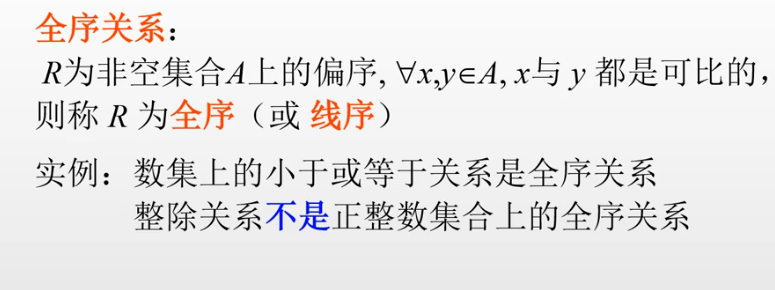 全序关系：
R为非空集合A上的偏序, ∀x,y∈A, x与 y 都是可比的，
则称 R 为全序（或 线序）
实例：数集上的小于或等于关系是全序关系
整除关系不是正整数集合上的全序关系